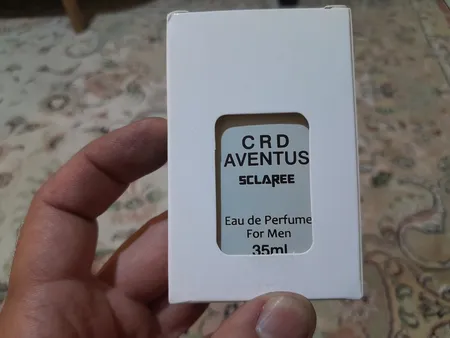 CRD
AVENTUS
SCLAREE
Eau de Perfume
For Men
35ml